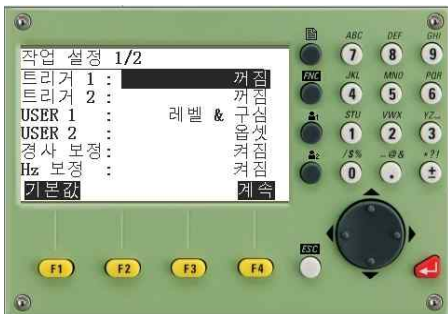 작업 설정 1/2
트리거 1 : 꺼짐
트리거 2 : 꺼짐
USER 1 : 레벨 & 구심
USER 2 : 옵셋
경사 보정: 켜짐
Hz 보정 : 켜짐
기본값 계속
F1 F2 F3 F4
ESC
FNC
ABC DEF GHI
7 8 9
JKL MNO PQR
4 5 6
STU VWX YZ
1 2 3
/$% _@& *?!
0 . ±
1
2